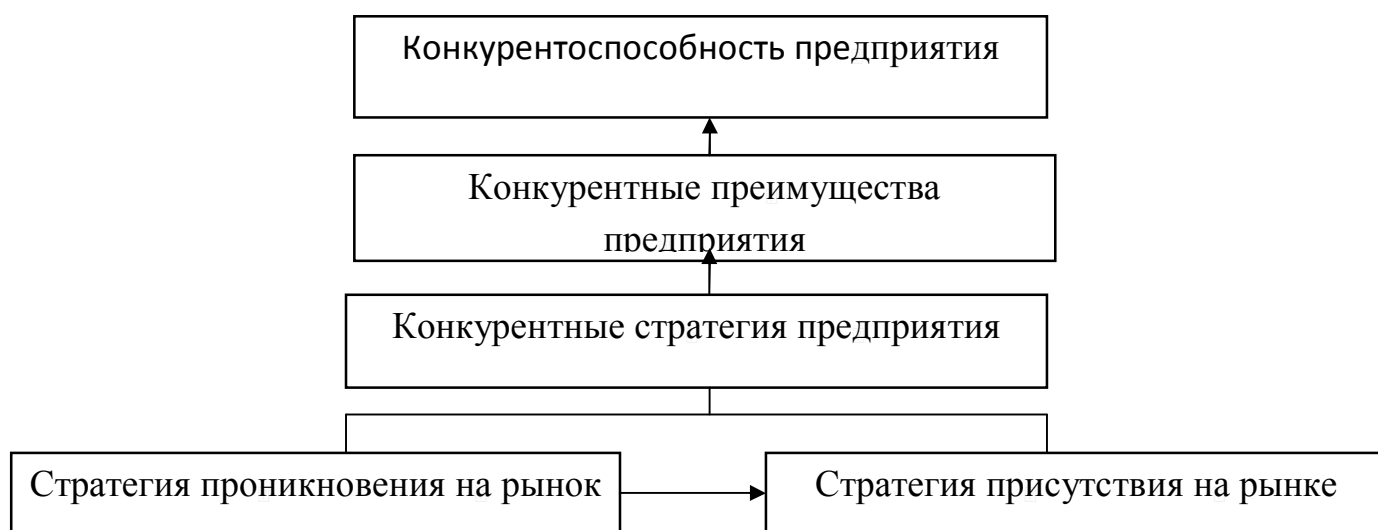 Конкурентоспособность предприятия
Конкурентные преимущества
предприятия
Конкурентные стратегия предприятия
Стратегия проникновения на рынок
Стратегия присутствия на рынке